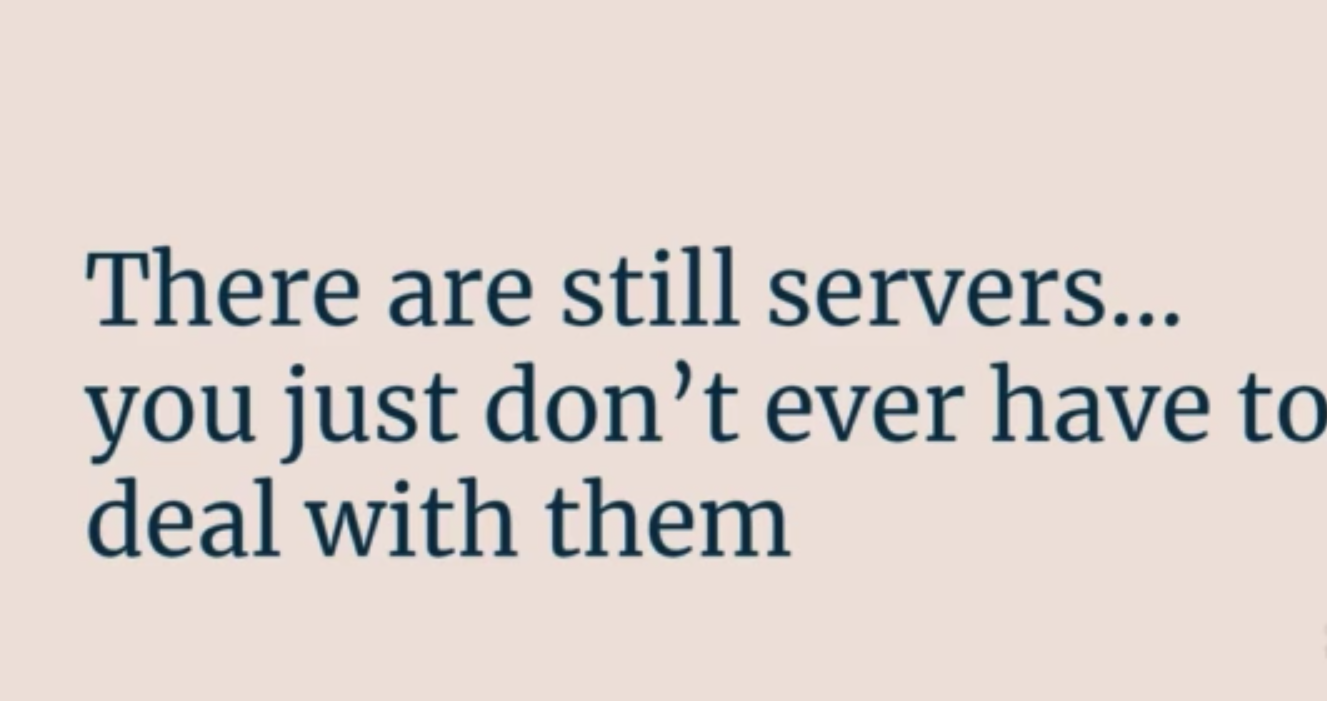 There are still servers...
you just don’t ever have to
deal with them